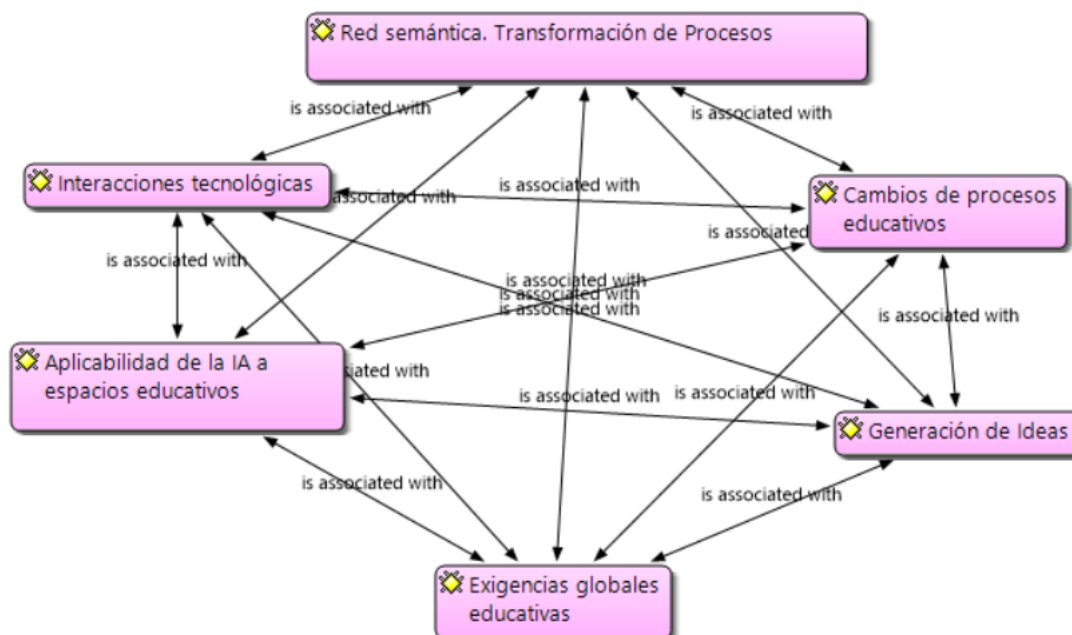 Red semántica. Transformación de Procesos
is associated with
is associated with
Interacciones tecnológicas
is associated with
associated with
Cambios de procesos
educativos
is associated
is associated with
is associated with
is associated with
is associated with
is associated with
Aplicabilidad de la IA a
espacios educativos
ociated with
is associated with
is associated with
Generación de Ideas
is associated with
is associated with
Exigencias globales
educativas